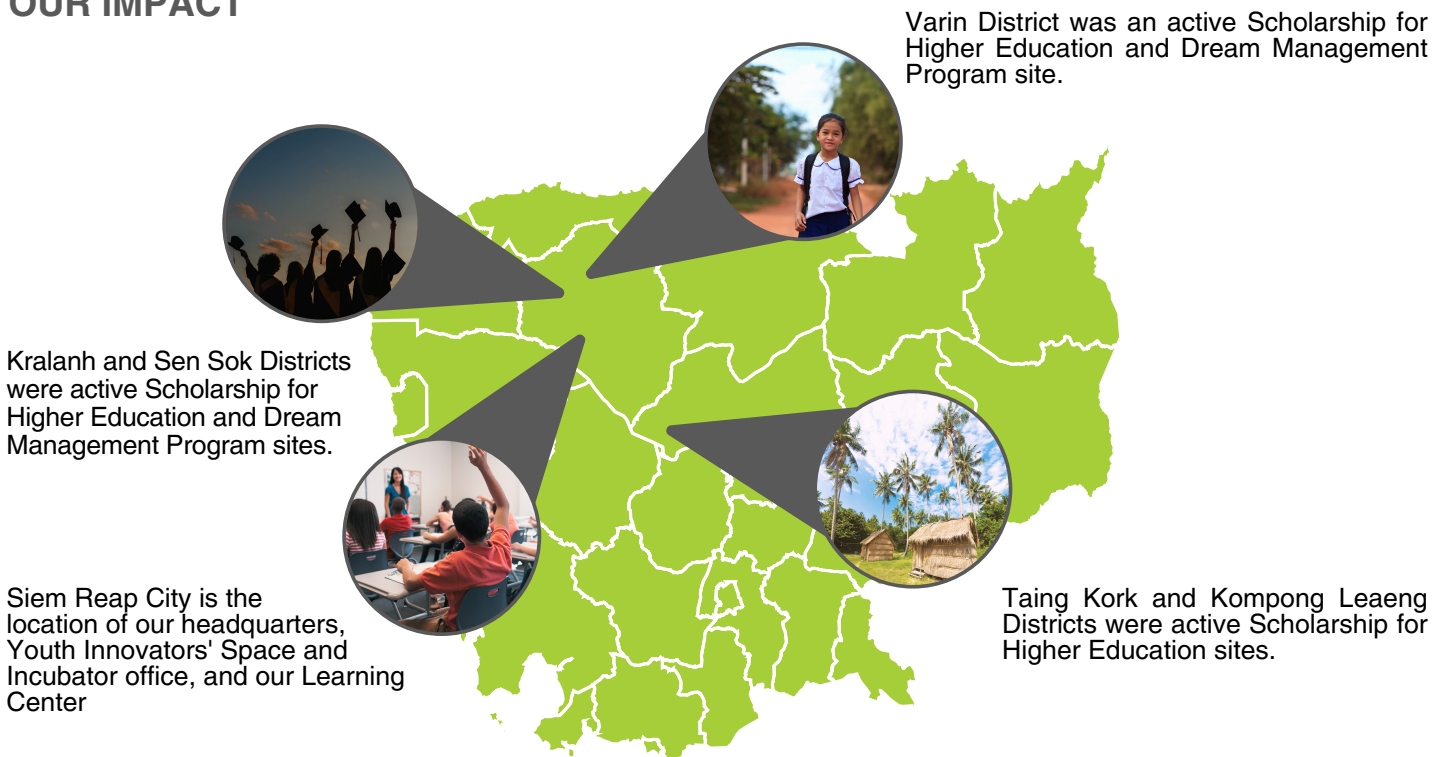 OUR IMPACT
Varin District was an active Scholarship for
Higher Education and Dream Management
Program site.
Kralanh and Sen Sok Districts
were active Scholarship for
Higher Education and Dream
Management Program sites.
Siem Reap City is the
location of our headquarters,
Youth Innovators' Space and
Incubator office, and our Learning
Center
Taing Kork and Kompong Leaeng
Districts were active Scholarship for
Higher Education sites.